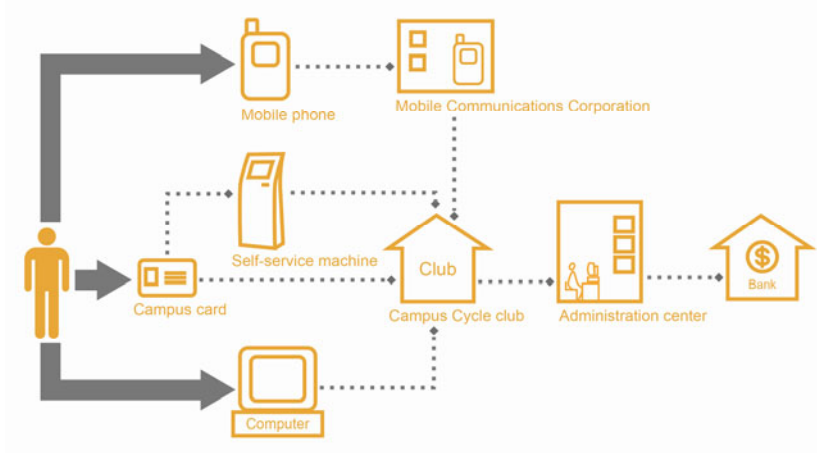 Mobile phone
Mobile Communications Corporation
Self-service machine
Campus card
Club
Campus Cycle club
Administration center
$
Bank
Computer